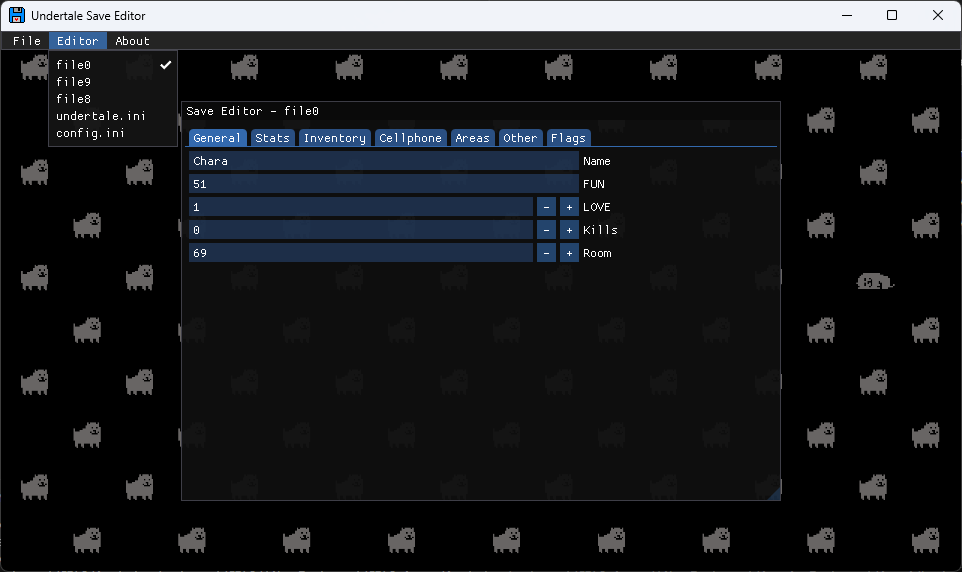 Undertale Save Editor
File Editor About
file0
file9
file8
undertale.ini
config.ini
Save Editor - file0
General Stats Inventory Cellphone Areas Other Flags
Chara Name
51 FUN
1 - + LOVE
0 - + Kills
69 - + Room